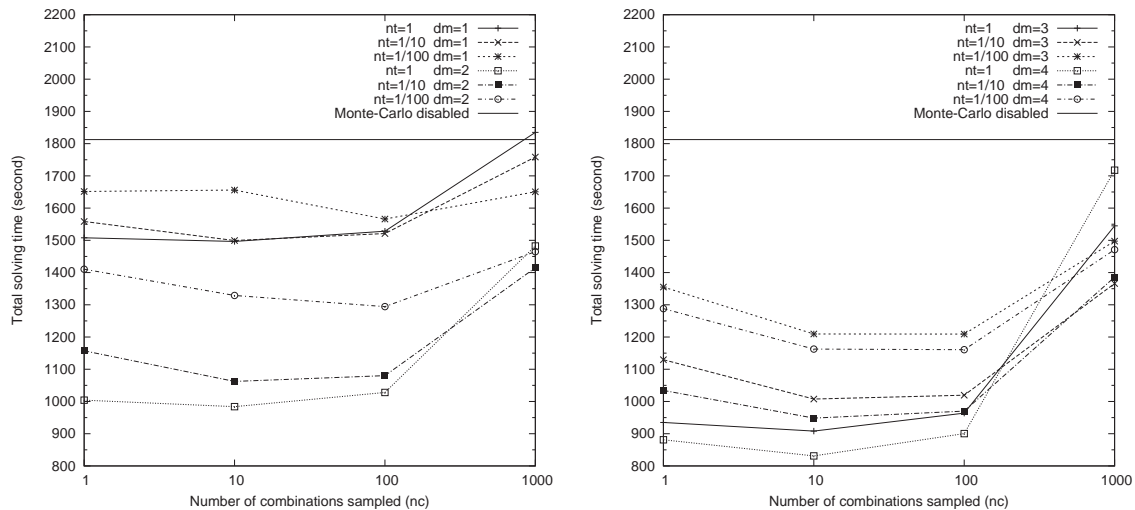 2200
2100
2000
1900
1800
1700
1600
1500
1400
1300
1200
1100
1000
900
800
Total solving time (second)
nt=1 dm=1
nt=1/10 dm=1
nt=1/100 dm=1
nt=1 dm=2
nt=1/10 dm=2
nt=1/100 dm=2
Monte-Carlo disabled
1 10 100 1000
Number of combinations sampled (nc)
2200
2100
2000
1900
1800
1700
1600
1500
1400
1300
1200
1100
1000
900
800
Total solving time (second)
nt=1 dm=3
nt=1/10 dm=3
nt=1/100 dm=3
nt=1 dm=4
nt=1/10 dm=4
nt=1/100 dm=4
Monte-Carlo disabled
1 10 100 1000
Number of combinations sampled (nc)